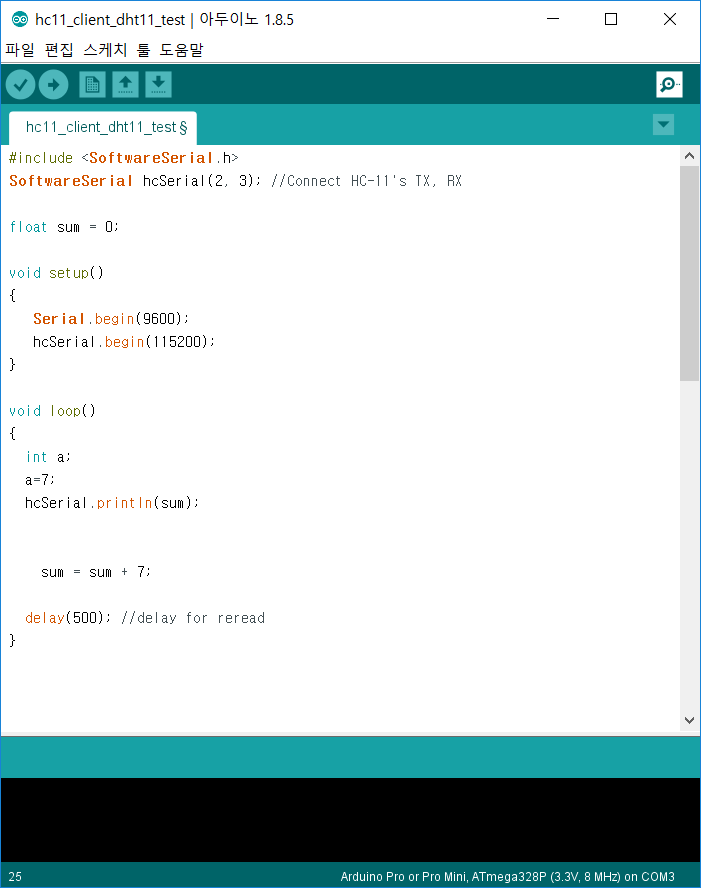 hc11_client_dht11_test | 아두이노 1.8.5
파일 편집 스케치 툴 도움말
hc11_client_dht11_test §
#include <SoftwareSerial.h>
SoftwareSerial hcSerial(2, 3); //Connect HC-11's TX, RX
float sum = 0;
void setup()
{
Serial.begin(9600);
hcSerial.begin(115200);
}
void loop()
{
int a;
a=7;
hcSerial.println(sum);
sum = sum + 7;
delay(500); //delay for reread
}
25 Arduino Pro or Pro Mini, ATmega328P (3.3V, 8 MHz) on COM3